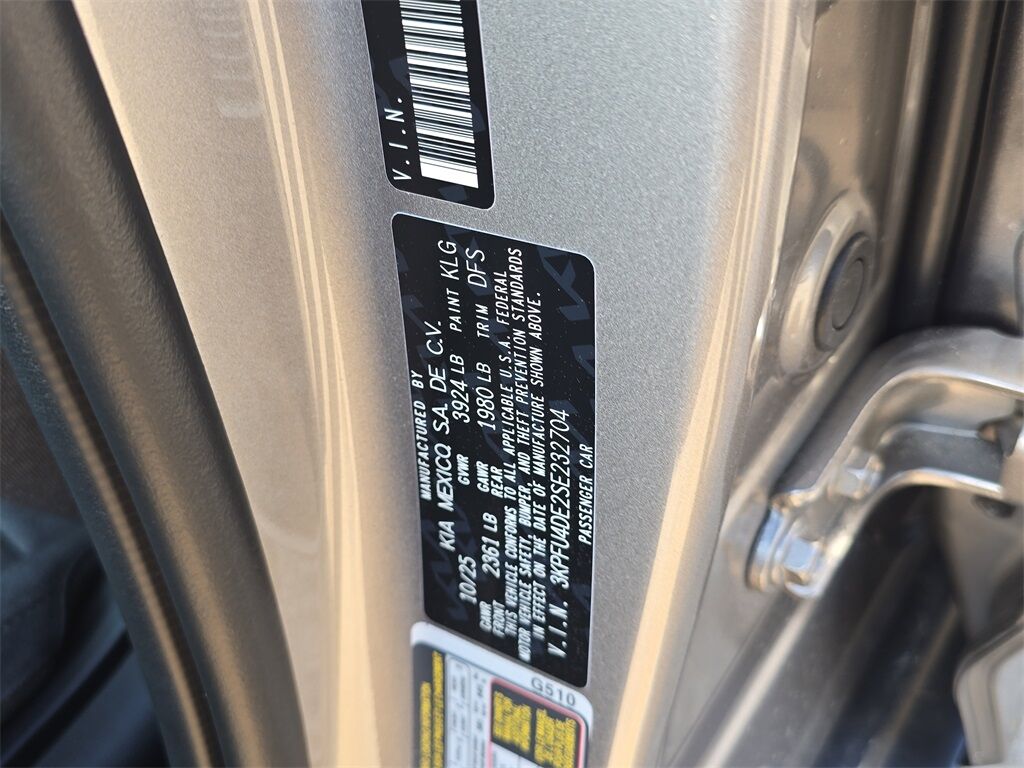 V.I.N.
MANUFACTURED BY
10/25 KIA MEXICO, S.A. DE C.V.
GVWR 3924 LB PAINT KLG
GAWR FRONT 2361 LB GAWR REAR 1980 LB TRIM DFS
THIS VEHICLE CONFORMS TO ALL APPLICABLE U.S.A. FEDERAL
MOTOR VEHICLE SAFETY, BUMPER, AND THEFT PREVENTION STANDARDS
IN EFFECT ON THE DATE OF MANUFACTURE SHOWN ABOVE.
V.I.N. 3KPFU4DE2SE232704
PASSENGER CAR
G510